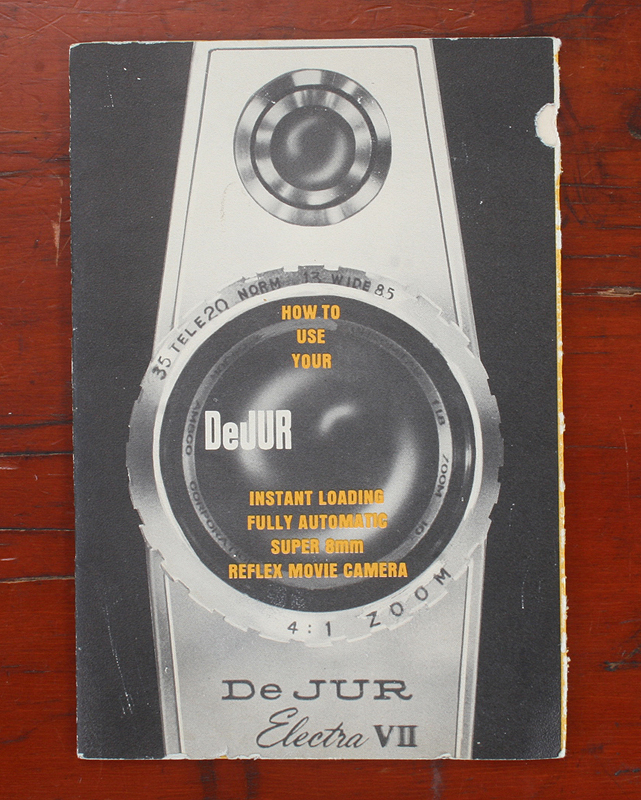 35 TELE 20 NORM 13 WIDE 8.5
HOW TO
USE
YOUR
DeJUR
INSTANT LOADING
FULLY AUTOMATIC
SUPER 8mm
REFLEX MOVIE CAMERA
ZOOM
4:1 ZOOM
DeJUR
Electra VII